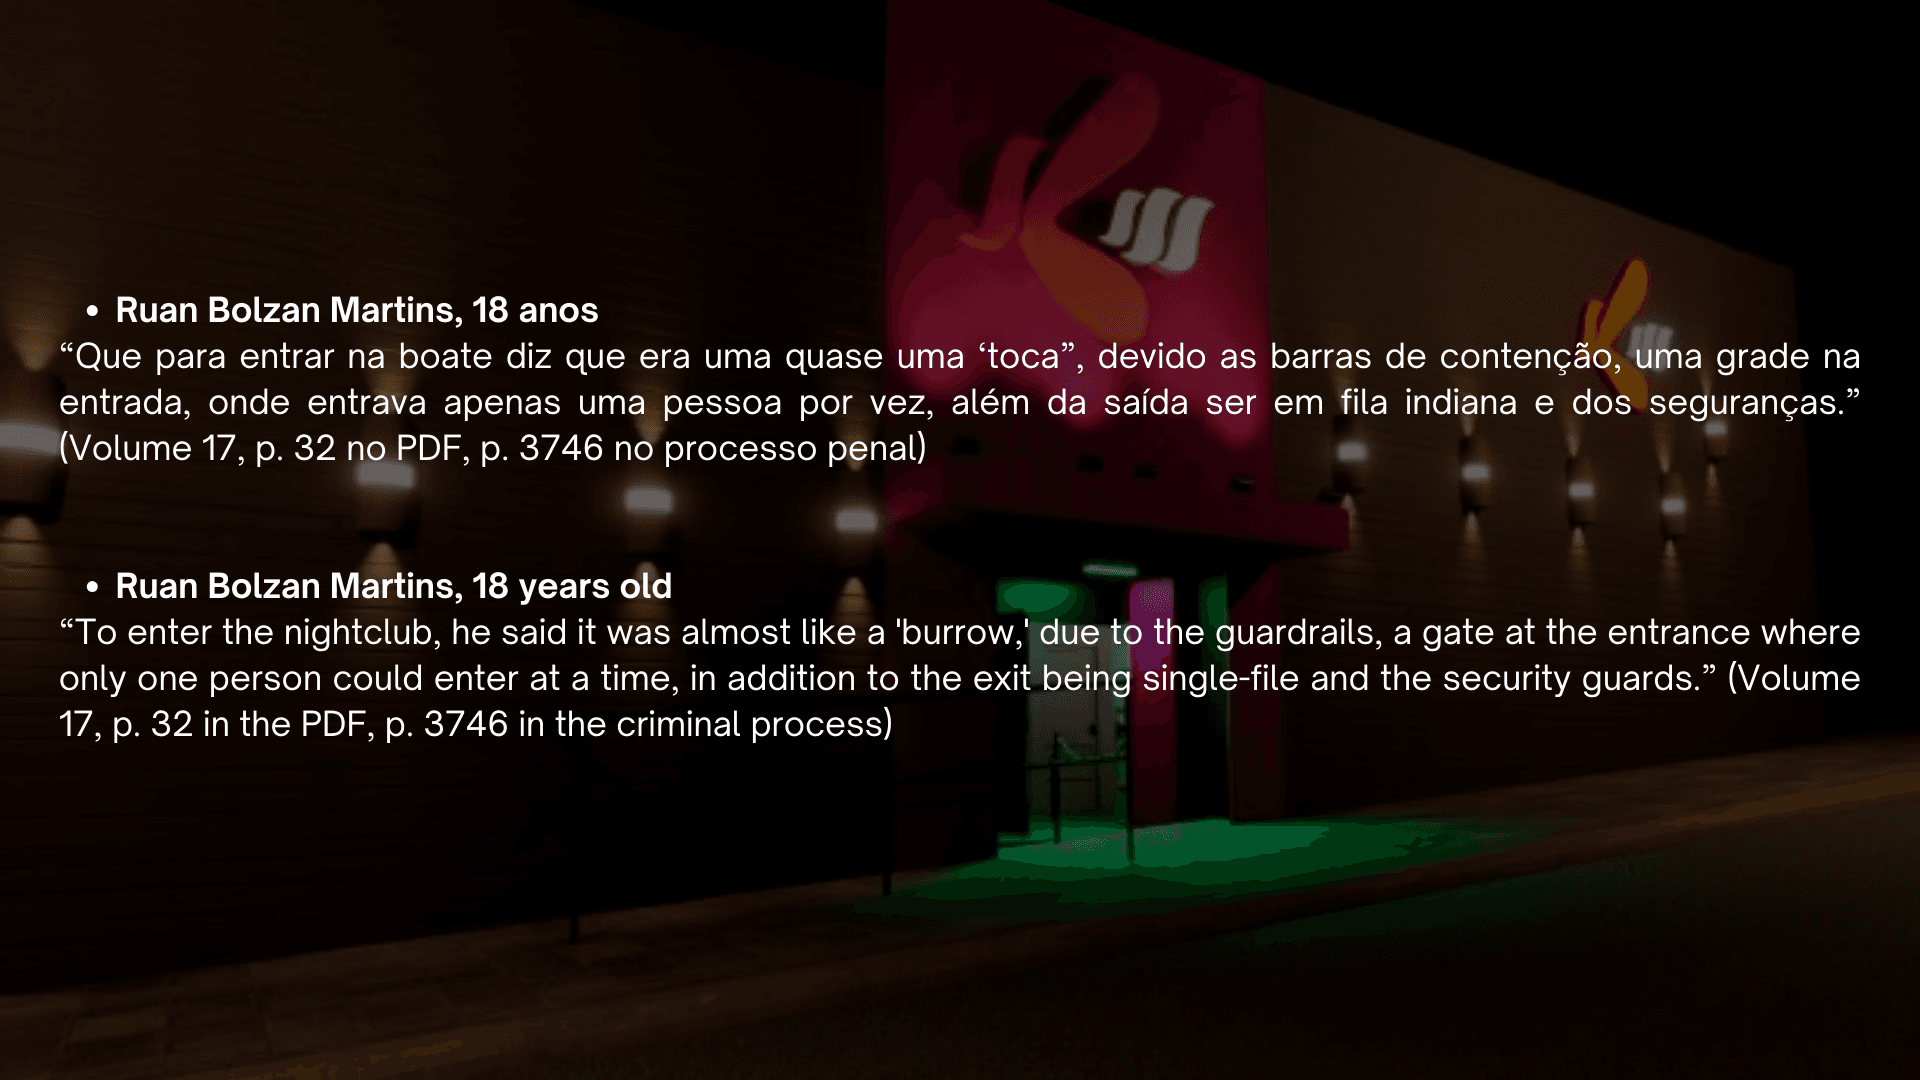 • Ruan Bolzan Martins, 18 anos
“Que para entrar na boate diz que era uma quase uma ‘toca”, devido as barras de contenção, uma grade na
entrada, onde entrava apenas uma pessoa por vez, além da saída ser em fila indiana e dos seguranças.”
(Volume 17, p. 32 no PDF, p. 3746 no processo penal)
• Ruan Bolzan Martins, 18 years old
“To enter the nightclub, he said it was almost like a 'burrow,' due to the guardrails, a gate at the entrance where
only one person could enter at a time, in addition to the exit being single-file and the security guards.” (Volume
17, p. 32 in the PDF, p. 3746 in the criminal process)